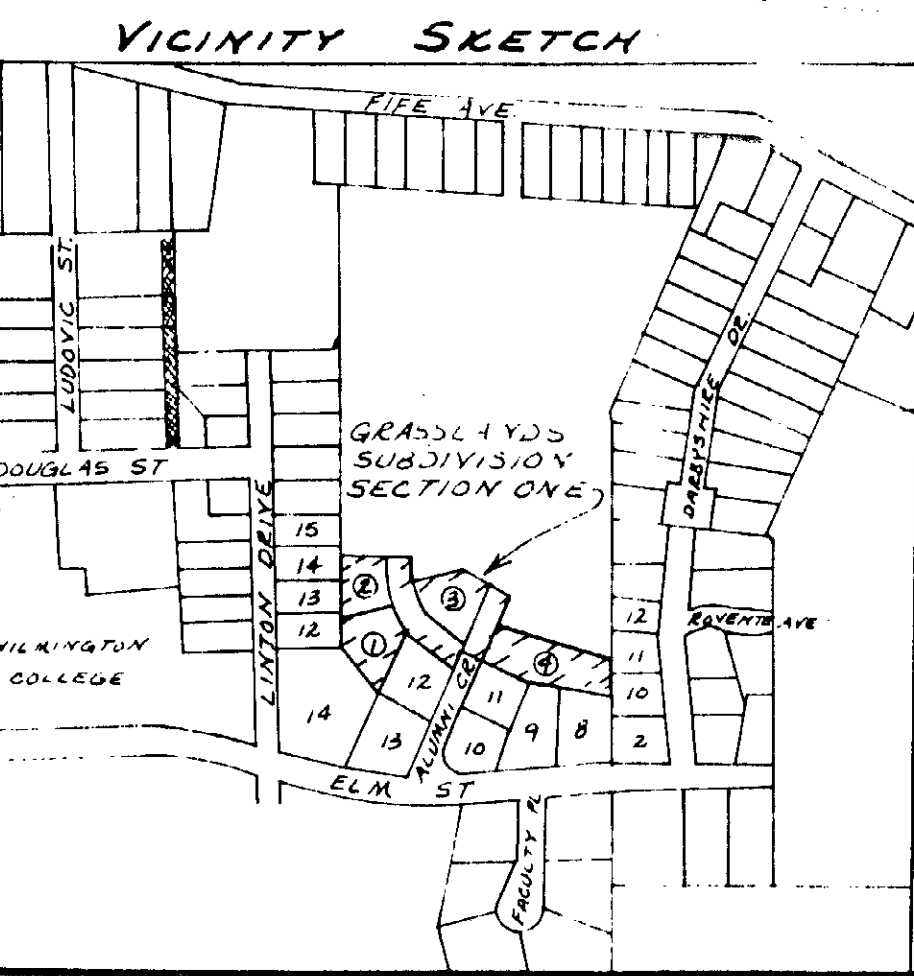 VICINITY SKETCH
FIFE AVE.
LUDOVIC ST.
DARBYSHIRE DR.
GRASSLANDS
SUBDIVISION
SECTION ONE
DOUGLAS ST
LINTON DRIVE
15
14
13
12
2
3
1
4
12
11
10
2
ROVENTE AVE
WILMINGTON
COLLEGE
14
12
13
ALUMNI CR.
11
10
9
8
ELM ST
FACULTY PL